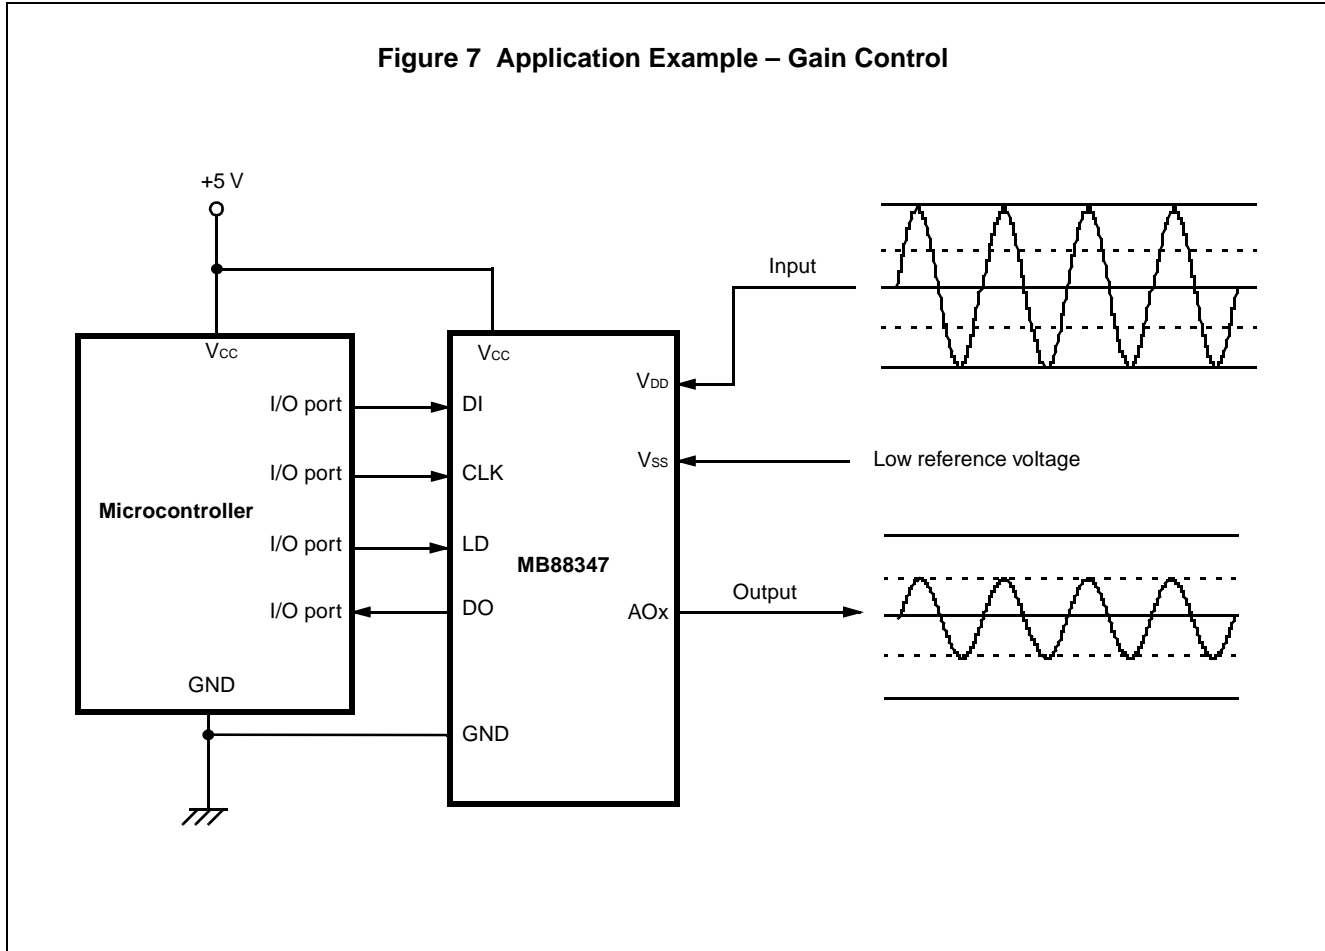 Figure 7 Application Example – Gain Control
+5 V
Input
VCC
VCC
VDD
I/O port
DI
VSS
Low reference voltage
I/O port
CLK
Microcontroller
I/O port
LD
MB88347
I/O port
DO
AOx
Output
GND
GND